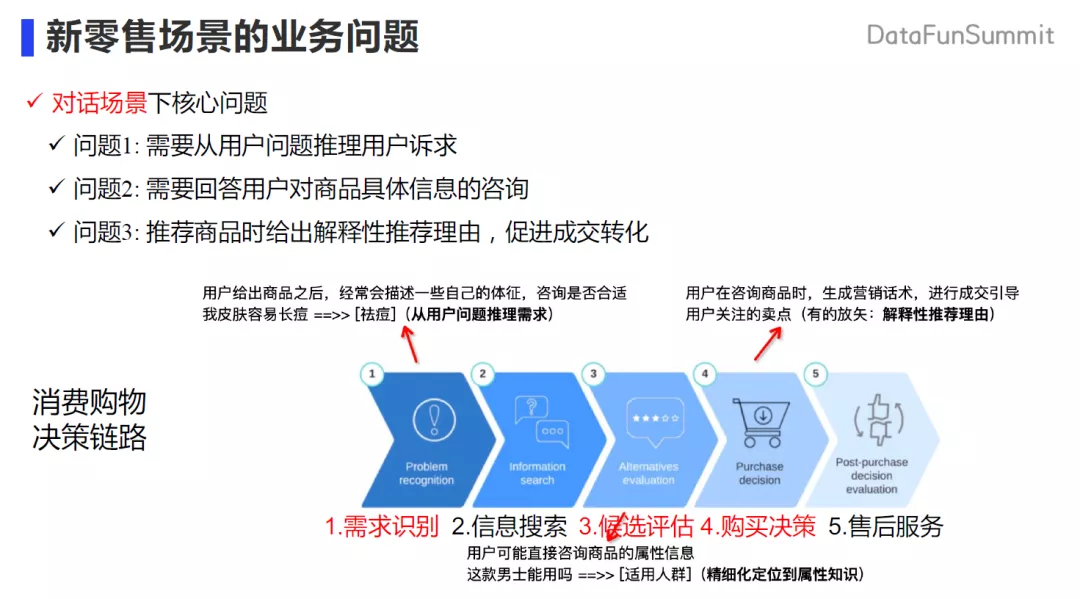 新零售场景的业务问题
DataFunSummit
对话场景下核心问题
问题1: 需要从用户问题推理用户诉求
问题2: 需要回答用户对商品具体信息的咨询
问题3: 推荐商品时给出解释性推荐理由，促进成交转化
用户给出商品之后，经常会描述一些自己的体征，咨询是否合适
我皮肤容易长痘 ==>> [祛痘]（从用户问题推理需求）
用户在咨询商品时，生成营销话术，进行成交引导
用户关注的卖点（有的放矢：解释性推荐理由）
消费购物
决策链路
1
Problem
recognition
2
Information
search
3
Alternatives
evaluation
4
Purchase
decision
5
Post-purchase
decision
evaluation
1.需求识别 2.信息搜索 3.候选评估 4.购买决策 5.售后服务
用户可能直接咨询商品的属性信息
这款男士能用吗 ==>> [适用人群]（精细化定位到属性知识）